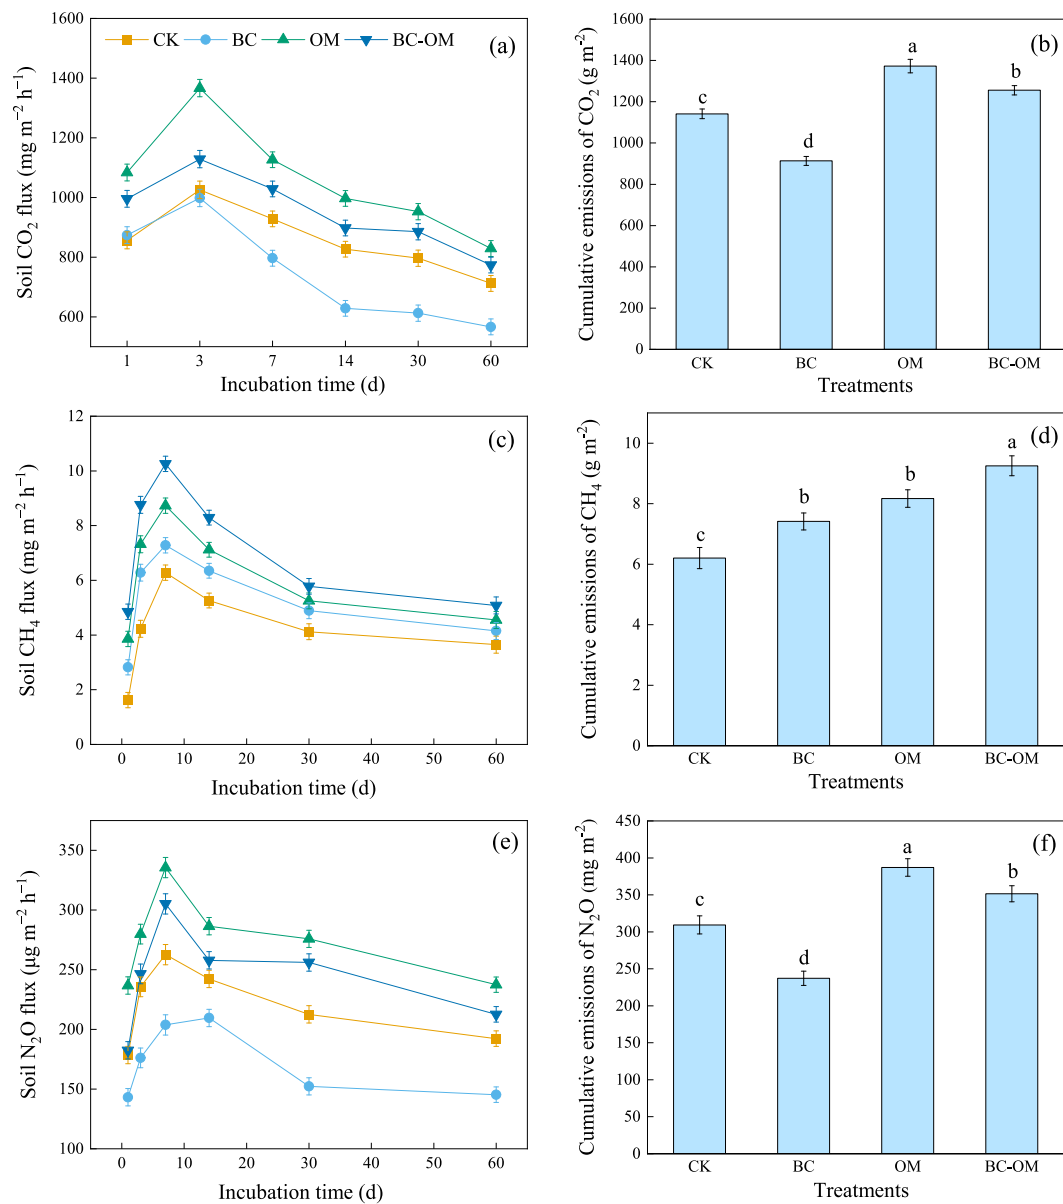 CK BC OM BC-OM
(a)
1600
1400
1200
1000
800
600
Soil CO₂ flux (mg m⁻² h⁻¹)
1 3 7 14 30 60
Incubation time (d)
(b)
1600
1400
1200
1000
800
600
400
200
0
Cumulative emissions of CO₂ (g m⁻²)
c d a b
CK BC OM BC-OM
Treatments
(c)
12
10
8
6
4
2
0
Soil CH₄ flux (mg m⁻² h⁻¹)
0 10 20 30 40 50 60
Incubation time (d)
(d)
10
8
6
4
2
0
Cumulative emissions of CH₄ (g m⁻²)
c b b a
CK BC OM BC-OM
Treatments
(e)
350
300
250
200
150
100
Soil N₂O flux (μg m⁻² h⁻¹)
0 10 20 30 40 50 60
Incubation time (d)
(f)
450
400
350
300
250
200
150
100
50
0
Cumulative emissions of N₂O (mg m⁻²)
c d a b
CK BC OM BC-OM
Treatments